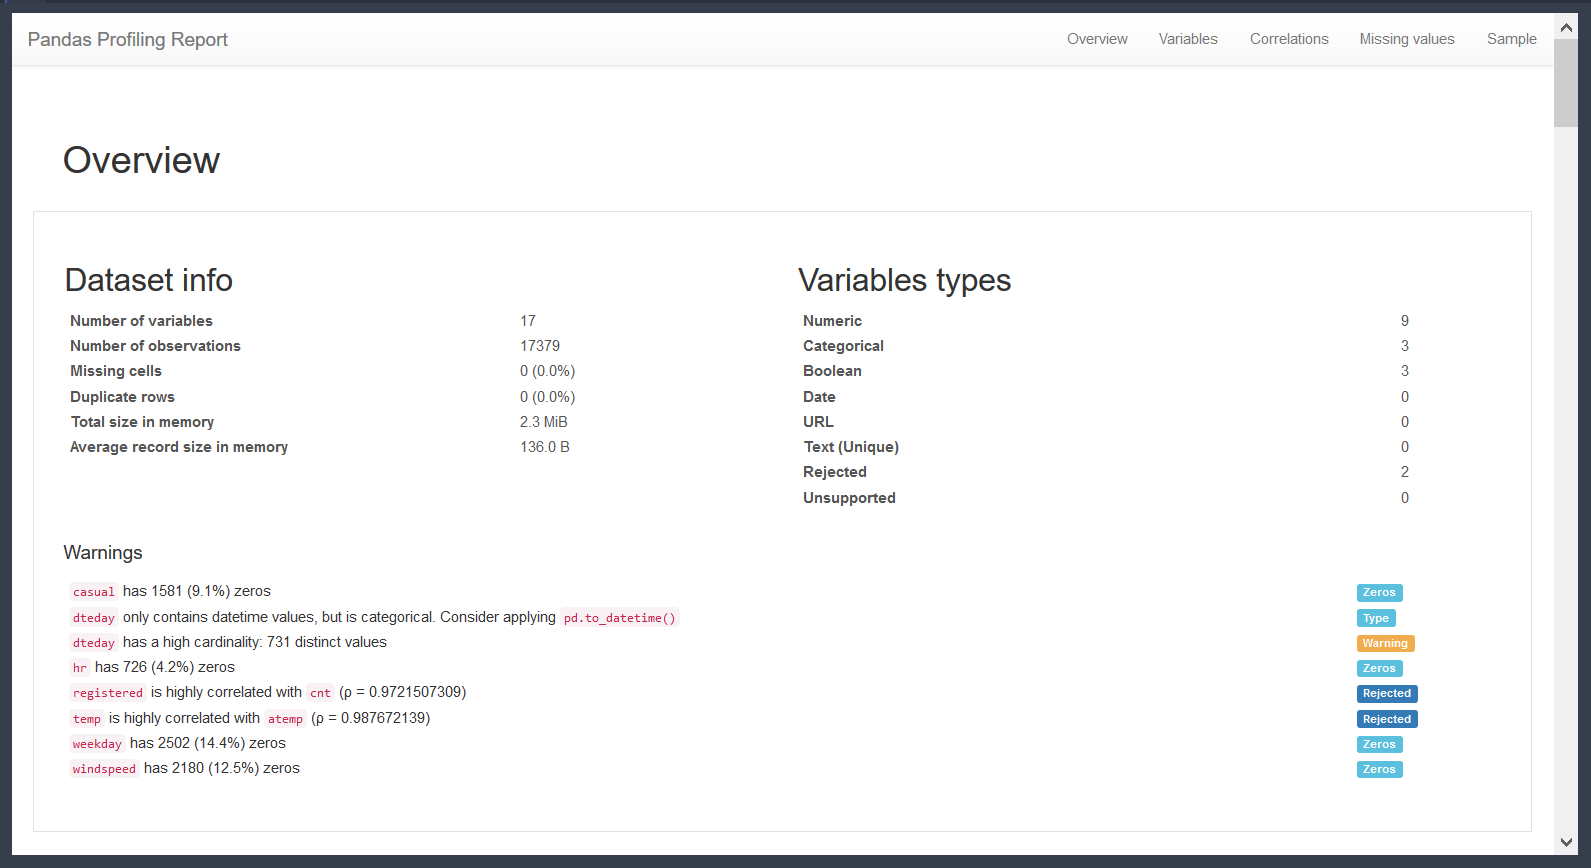 Pandas Profiling Report Overview Variables Correlations Missing values Sample
Overview
Dataset info
Number of variables 17
Number of observations 17379
Missing cells 0 (0.0%)
Duplicate rows 0 (0.0%)
Total size in memory 2.3 MiB
Average record size in memory 136.0 B
Variables types
Numeric 9
Categorical 3
Boolean 3
Date 0
URL 0
Text (Unique) 0
Rejected 2
Unsupported 0
Warnings
casual has 1581 (9.1%) zeros Zeros
dteday only contains datetime values, but is categorical. Consider applying pd.to_datetime() Type
dteday has a high cardinality: 731 distinct values Warning
hr has 726 (4.2%) zeros Zeros
registered is highly correlated with cnt (ρ = 0.9721507309) Rejected
temp is highly correlated with atemp (ρ = 0.987672139) Rejected
weekday has 2502 (14.4%) zeros Zeros
windspeed has 2180 (12.5%) zeros Zeros